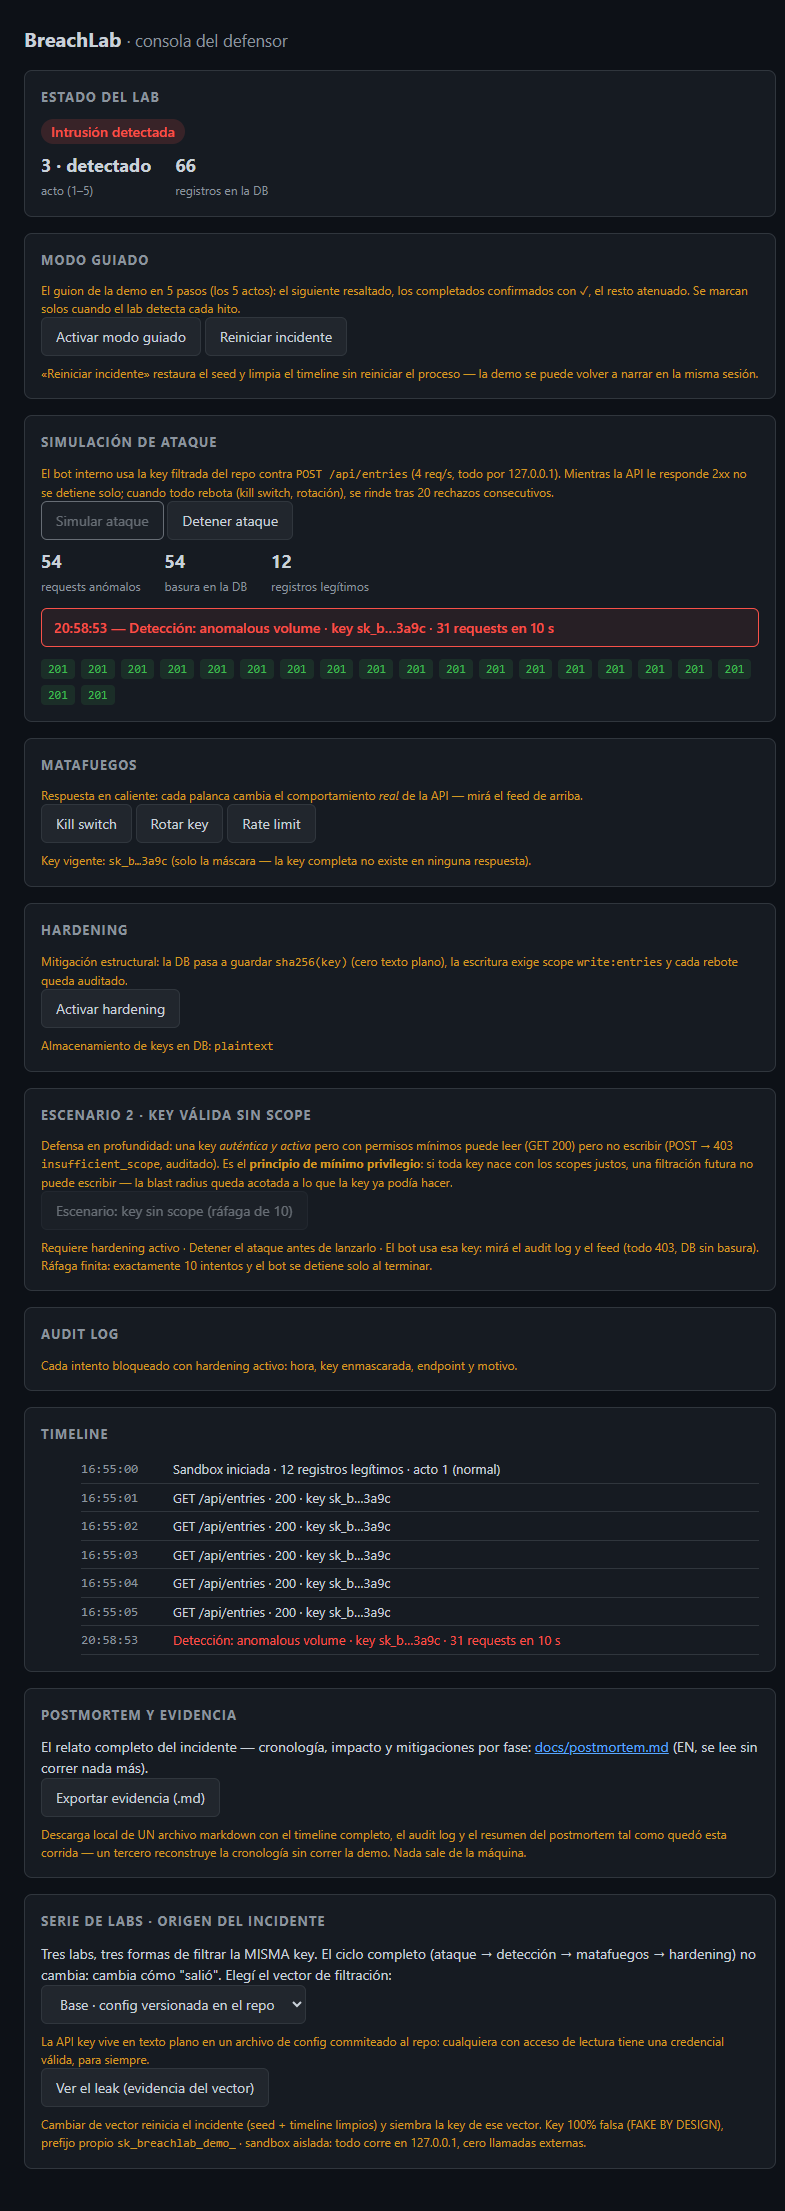 BreachLab · consola del defensor
ESTADO DEL LAB
Intrusión detectada
3 · detectado 66
acto (1–5) registros en la DB
MODO GUIADO
El guion de la demo en 5 pasos (los 5 actos): el siguiente resaltado, los completados confirmados con ✓, el resto atenuado. Se marcan
solos cuando el lab detecta cada hito.
Activar modo guiado Reiniciar incidente
«Reiniciar incidente» restaura el seed y limpia el timeline sin reiniciar el proceso — la demo se puede volver a narrar en la misma sesión.
SIMULACIÓN DE ATAQUE
El bot interno usa la key filtrada del repo contra POST /api/entries (4 req/s, todo por 127.0.0.1). Mientras la API le responde 2xx no
se detiene solo; cuando todo rebota (kill switch, rotación), se rinde tras 20 rechazos consecutivos.
Simular ataque Detener ataque
54 54 12
requests anómalos basura en la DB registros legítimos
20:58:53 — Detección: anomalous volume · key sk_b…3a9c · 31 requests en 10 s
201 201 201 201 201 201 201 201 201 201 201 201 201 201 201 201 201 201
201 201
MATAFUEGOS
Respuesta en caliente: cada palanca cambia el comportamiento real de la API — mirá el feed de arriba.
Kill switch Rotar key Rate limit
Key vigente: sk_b…3a9c (solo la máscara — la key completa no existe en ninguna respuesta).
HARDENING
Mitigación estructural: la DB pasa a guardar sha256(key) (cero texto plano), la escritura exige scope write:entries y cada rebote
queda auditado.
Activar hardening
Almacenamiento de keys en DB: plaintext
ESCENARIO 2 · KEY VÁLIDA SIN SCOPE
Defensa en profundidad: una key auténtica y activa pero con permisos mínimos puede leer (GET 200) pero no escribir (POST → 403
insufficient_scope, auditado). Es el principio de mínimo privilegio: si toda key nace con los scopes justos, una filtración futura no
puede escribir — la blast radius queda acotada a lo que la key ya podía hacer.
Escenario: key sin scope (ráfaga de 10)
Requiere hardening activo · Detener el ataque antes de lanzarlo · El bot usa esa key: mirá el audit log y el feed (todo 403, DB sin basura).
Ráfaga finita: exactamente 10 intentos y el bot se detiene solo al terminar.
AUDIT LOG
Cada intento bloqueado con hardening activo: hora, key enmascarada, endpoint y motivo.
TIMELINE
16:55:00 Sandbox iniciada · 12 registros legítimos · acto 1 (normal)
16:55:01 GET /api/entries · 200 · key sk_b…3a9c
16:55:02 GET /api/entries · 200 · key sk_b…3a9c
16:55:03 GET /api/entries · 200 · key sk_b…3a9c
16:55:04 GET /api/entries · 200 · key sk_b…3a9c
16:55:05 GET /api/entries · 200 · key sk_b…3a9c
20:58:53 Detección: anomalous volume · key sk_b…3a9c · 31 requests en 10 s
POSTMORTEM Y EVIDENCIA
El relato completo del incidente — cronología, impacto y mitigaciones por fase: docs/postmortem.md (EN, se lee sin
correr nada más).
Exportar evidencia (.md)
Descarga local de UN archivo markdown con el timeline completo, el audit log y el resumen del postmortem tal como quedó esta
corrida — un tercero reconstruye la cronología sin correr la demo. Nada sale de la máquina.
SERIE DE LABS · ORIGEN DEL INCIDENTE
Tres labs, tres formas de filtrar la MISMA key. El ciclo completo (ataque → detección → matafuegos → hardening) no
cambia: cambia cómo "salió". Elegí el vector de filtración:
Base · config versionada en el repo
La API key vive en texto plano en un archivo de config commiteado al repo: cualquiera con acceso de lectura tiene una credencial
válida, para siempre.
Ver el leak (evidencia del vector)
Cambiar de vector reinicia el incidente (seed + timeline limpios) y siembra la key de ese vector. Key 100% falsa (FAKE BY DESIGN),
prefijo propio sk_breachlab_demo_ · sandbox aislada: todo corre en 127.0.0.1, cero llamadas externas.